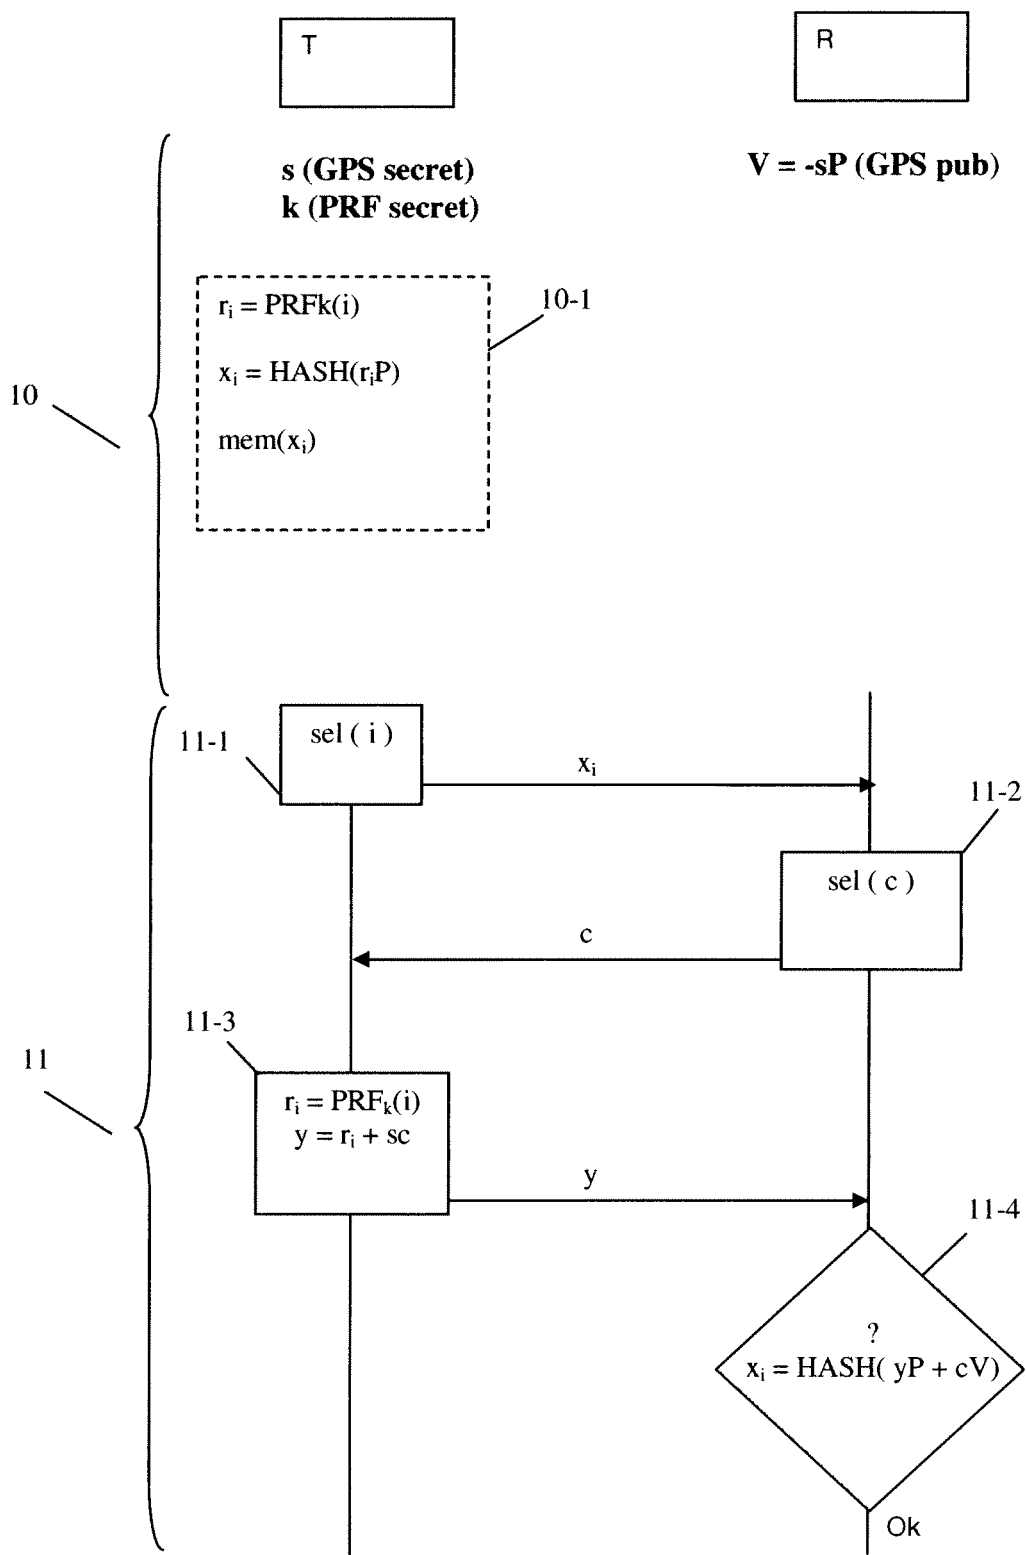 T
R
s (GPS secret)
k (PRF secret)
V = -sP (GPS pub)
rᵢ = PRFk(i)
xᵢ = HASH(rᵢP)
mem(xᵢ)
10-1
10
sel ( i )
11-1
xᵢ
11-2
sel ( c )
c
11-3
11
rᵢ = PRFₖ(i)
y = rᵢ + sc
y
11-4
?
xᵢ = HASH( yP + cV)
Ok